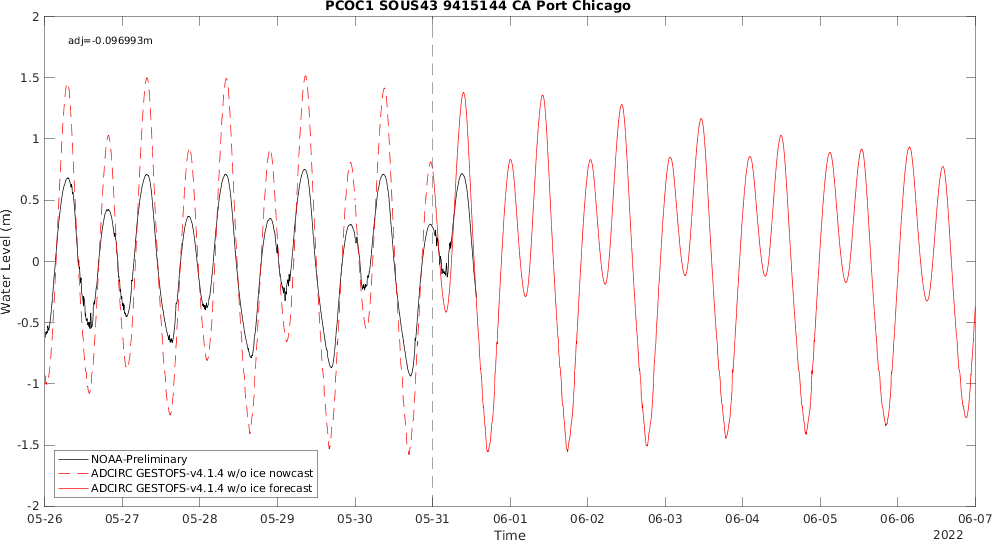 PCOC1 SOUS43 9415144 CA Port Chicago
adj=-0.096993m
2
1.5
1
0.5
0
-0.5
-1
-1.5
-2
Water Level (m)
NOAA-Preliminary
ADCIRC GESTOFS-v4.1.4 w/o ice nowcast
ADCIRC GESTOFS-v4.1.4 w/o ice forecast
05-26 05-27 05-28 05-29 05-30 05-31 06-01 06-02 06-03 06-04 06-05 06-06 06-07
Time
2022